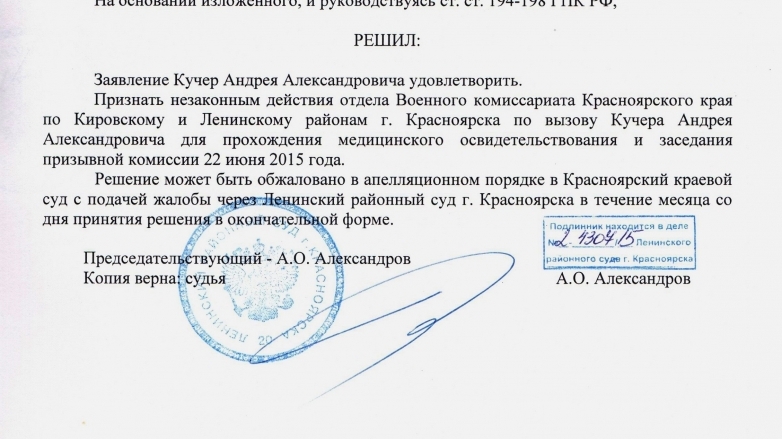 На основании изложенного, и руководствуясь ст. ст. 194-198 ГПК РФ,
РЕШИЛ:
Заявление Кучер Андрея Александровича удовлетворить.
Признать незаконным действия отдела Военного комиссариата Красноярского края
по Кировскому и Ленинскому районам г. Красноярска по вызову Кучера Андрея
Александровича для прохождения медицинского освидетельствования и заседания
призывной комиссии 22 июня 2015 года.
Решение может быть обжаловано в апелляционном порядке в Красноярский краевой
суд с подачей жалобы через Ленинский районный суд г. Красноярска в течение месяца со
дня принятия решения в окончательной форме.
Подлинник находится в деле
№ 2-4307/15 Ленинского
районного суда г. Красноярска
Председательствующий - А.О. Александров
Копия верна: судья А.О. Александров
ЛЕНИНСКИЙ СУД Г. КРАСНОЯРСКА